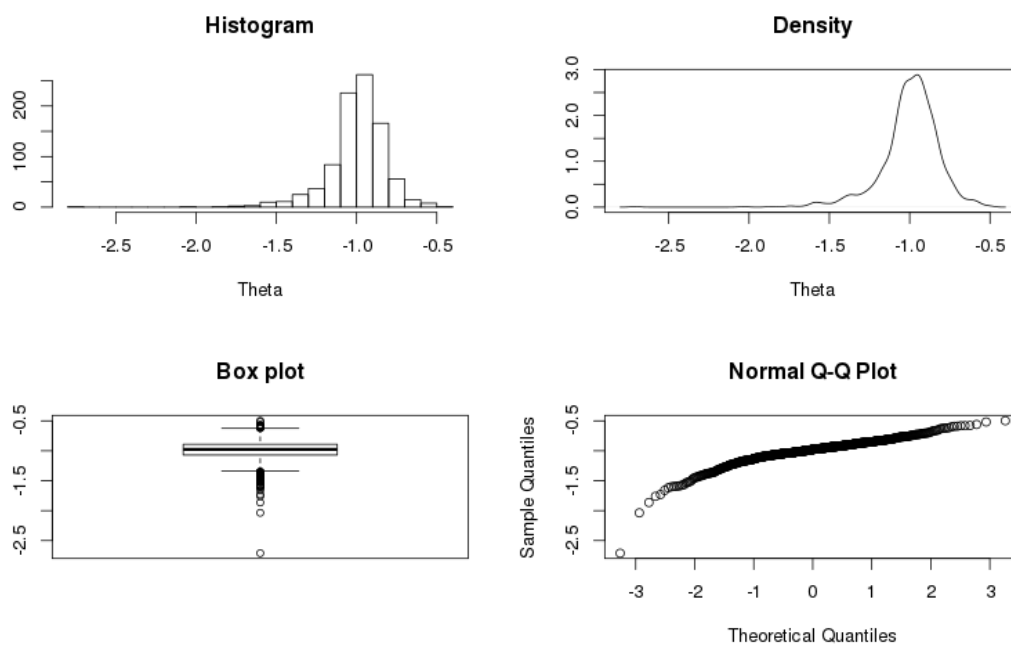 Histogram
0 100 200
-2.5 -2.0 -1.5 -1.0 -0.5
Theta
Density
0.0 1.0 2.0 3.0
-2.5 -2.0 -1.5 -1.0 -0.5
Theta
Box plot
-2.5 -1.5 -0.5
Normal Q-Q Plot
Sample Quantiles
-2.5 -1.5 -0.5
-3 -2 -1 0 1 2 3
Theoretical Quantiles